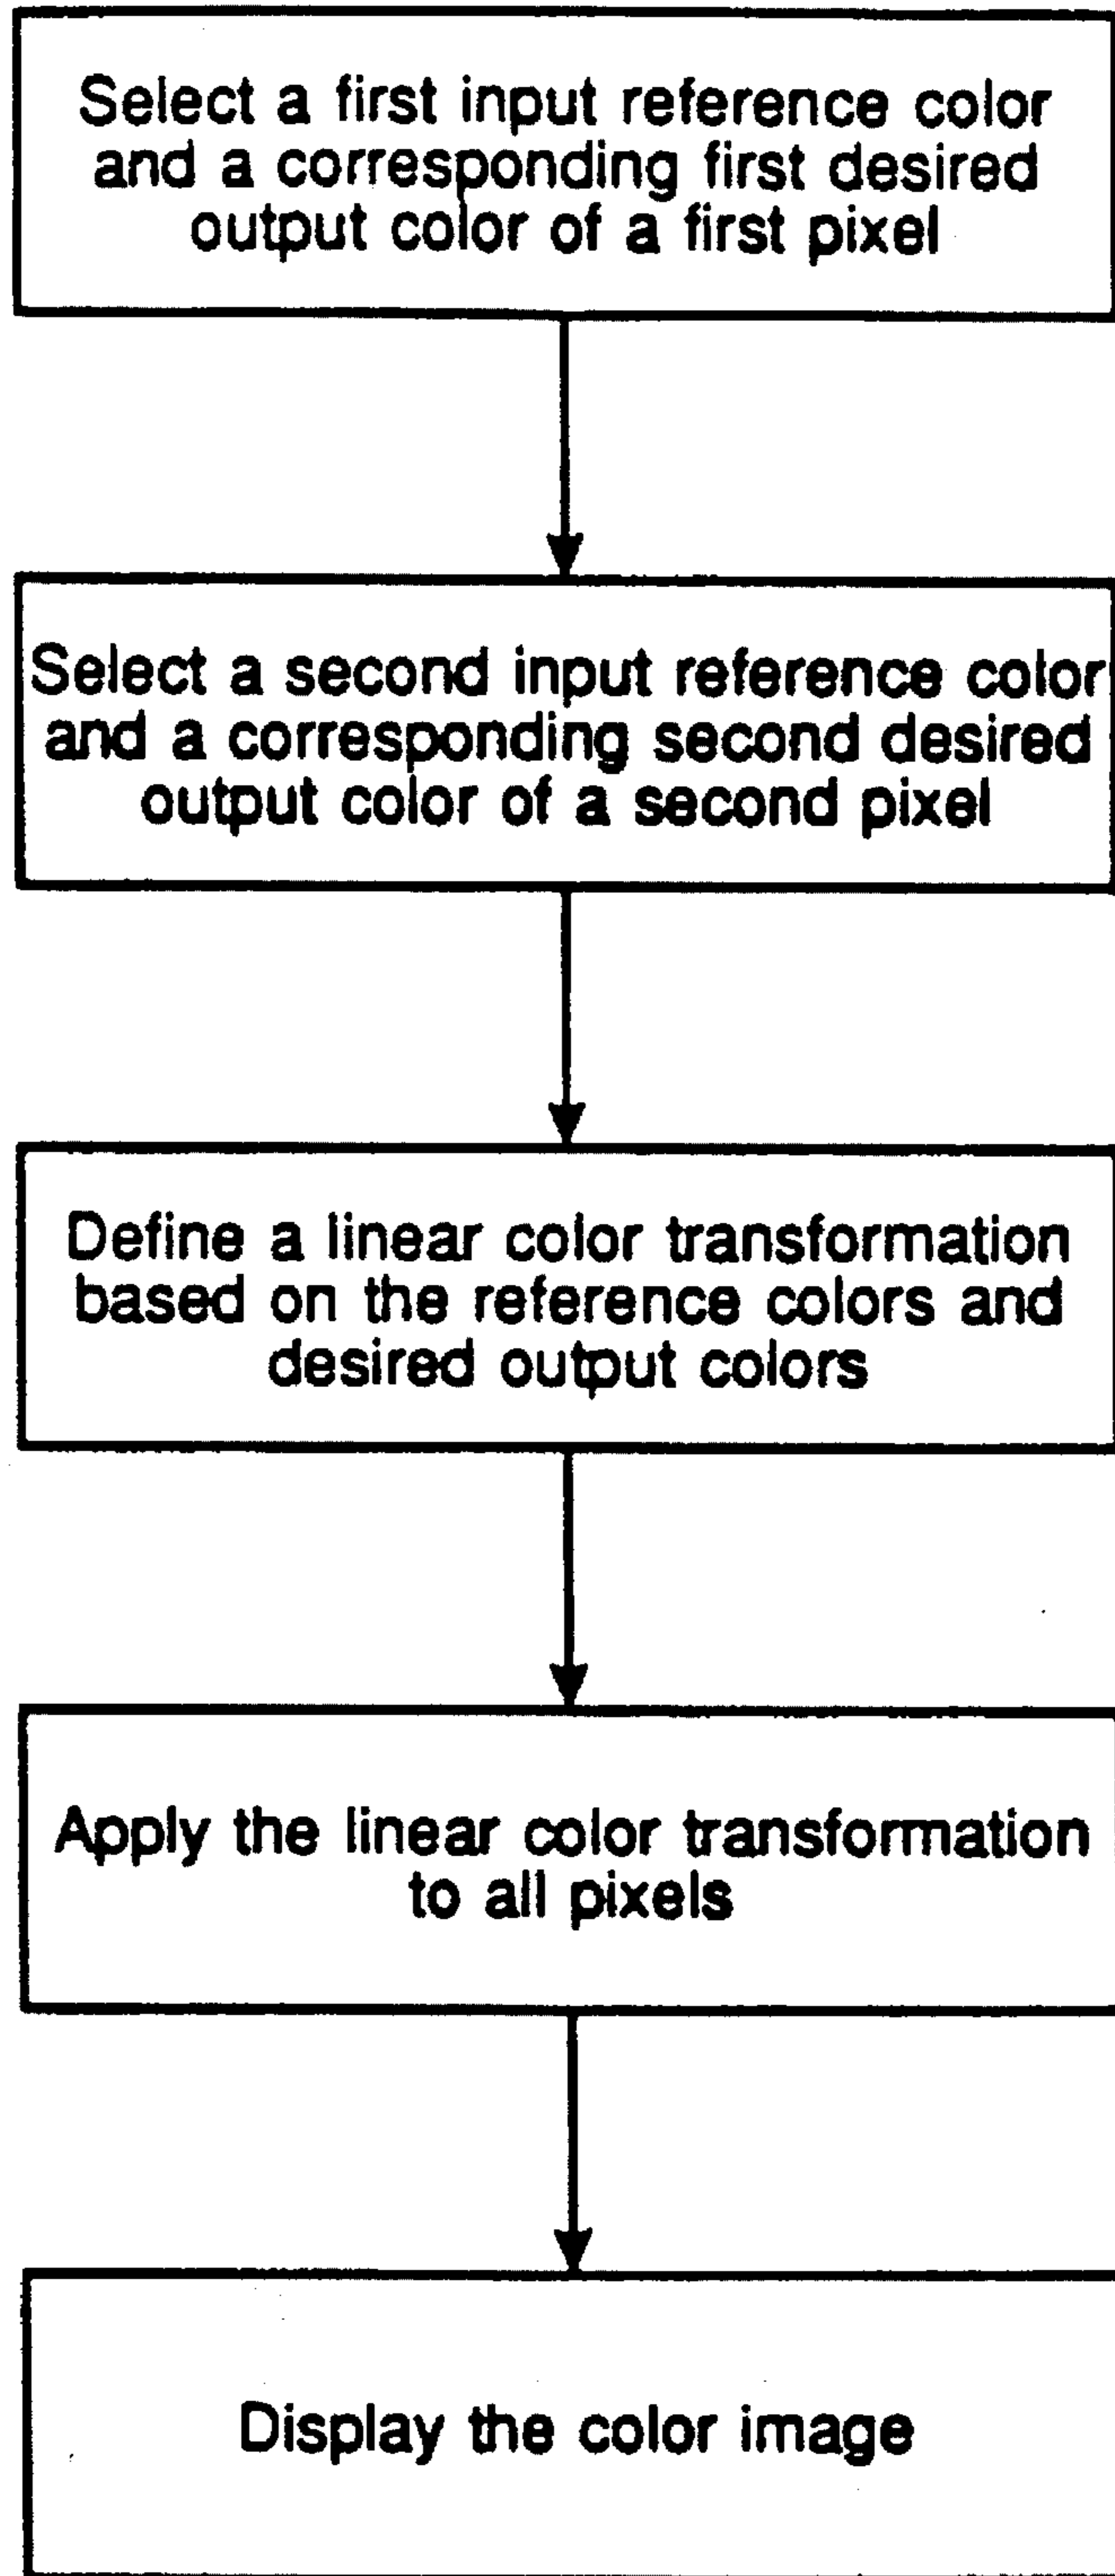 Select a first input reference color
and a corresponding first desired
output color of a first pixel
Select a second input reference color
and a corresponding second desired
output color of a second pixel
Define a linear color transformation
based on the reference colors and
desired output colors
Apply the linear color transformation
to all pixels
Display the color image